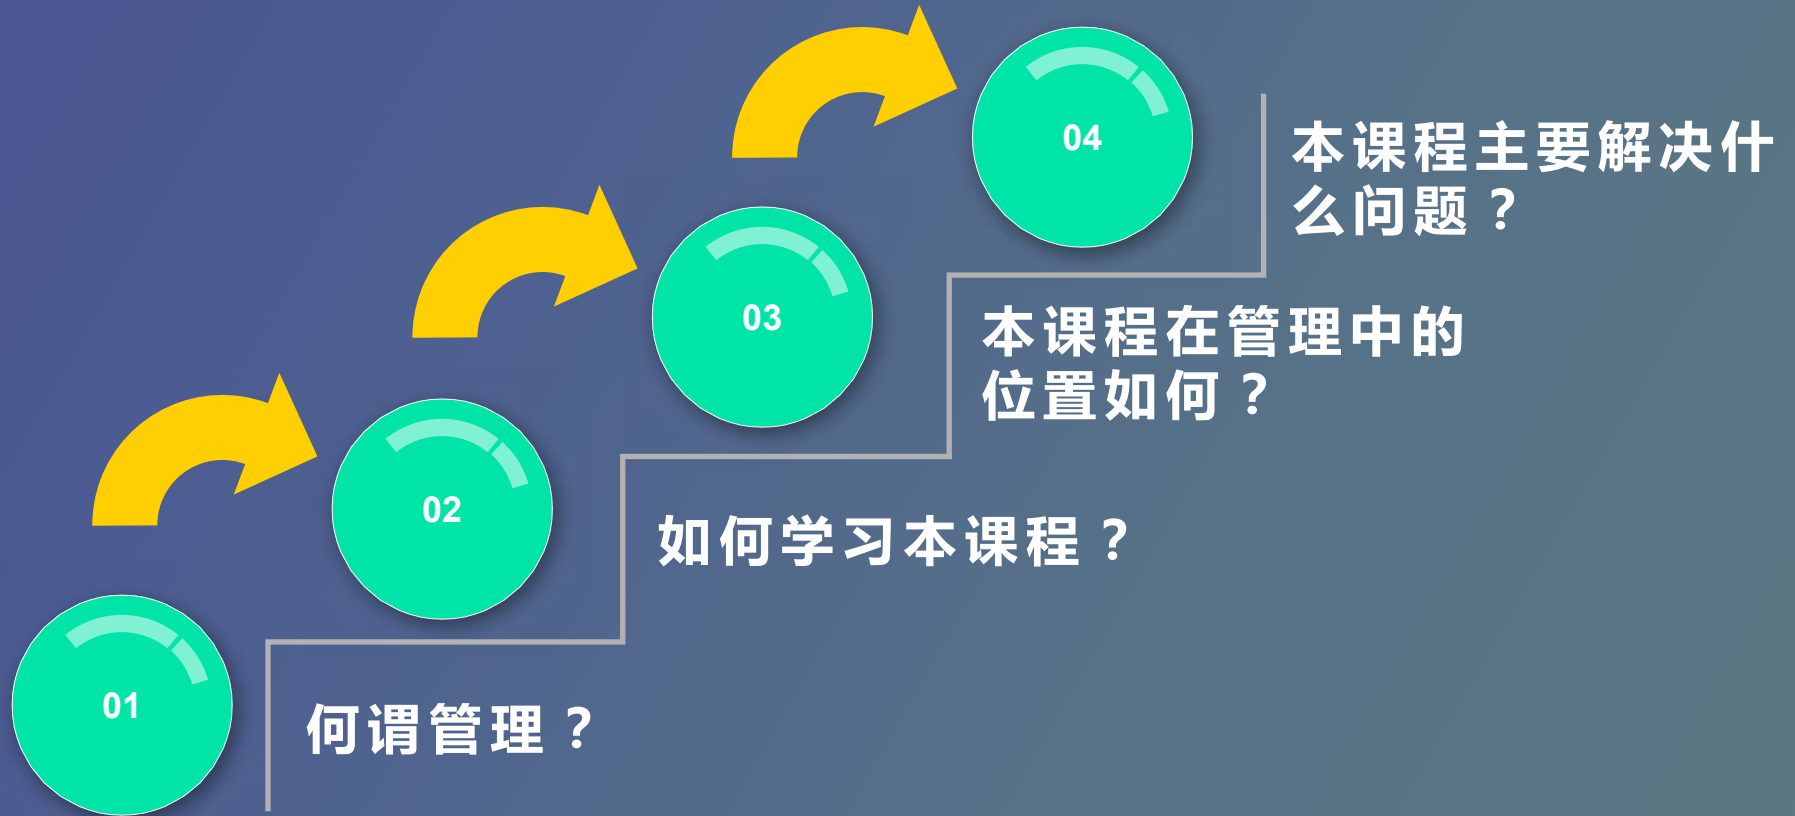 04
本课程主要解决什
么问题？
03
本课程在管理中的
位置如何？
02
如何学习本课程？
01
何谓管理？